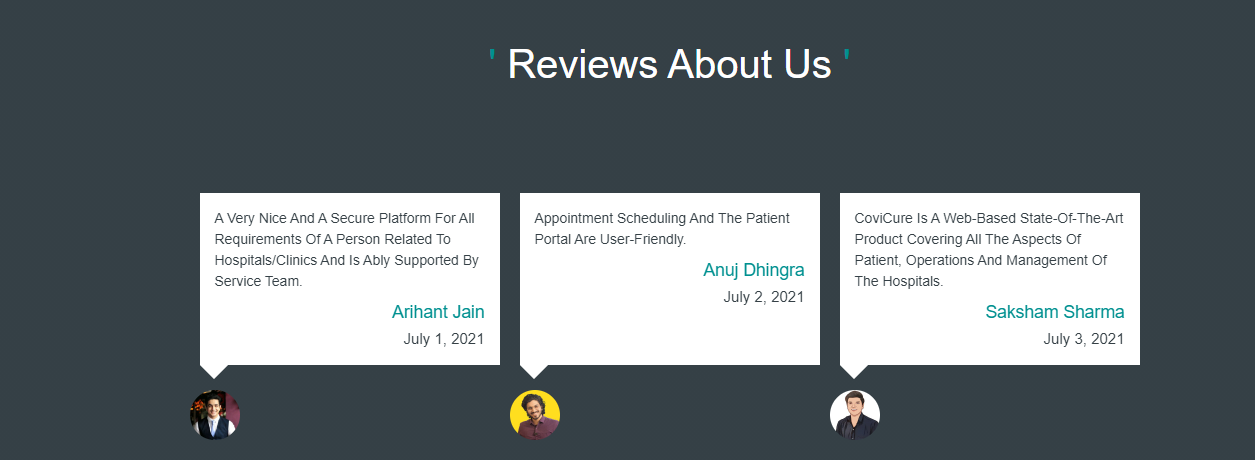 ' Reviews About Us '
A Very Nice And A Secure Platform For All
Requirements Of A Person Related To
Hospitals/Clinics And Is Ably Supported By
Service Team.
Arihant Jain
July 1, 2021
Appointment Scheduling And The Patient
Portal Are User-Friendly.
Anuj Dhingra
July 2, 2021
CoviCure Is A Web-Based State-Of-The-Art
Product Covering All The Aspects Of
Patient, Operations And Management Of
The Hospitals.
Saksham Sharma
July 3, 2021